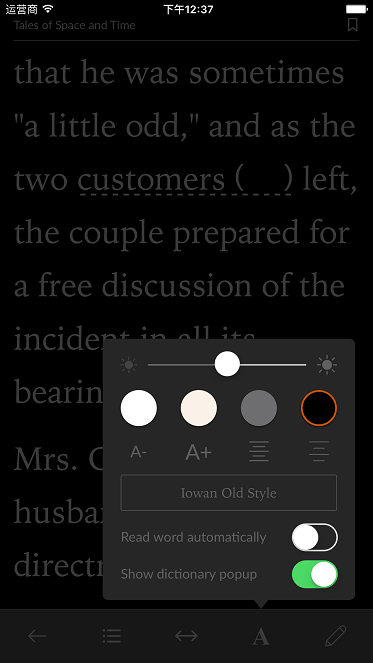 运营商 下午12:37
Tales of Space and Time
that he was sometimes
"a little odd," and as the
two customers ( ) left,
the couple prepared for
a free discussion of the
incident in all its
bearin
Mrs. C
husba
direct
A- A+
Iowan Old Style
Read word automatically
Show dictionary popup
A